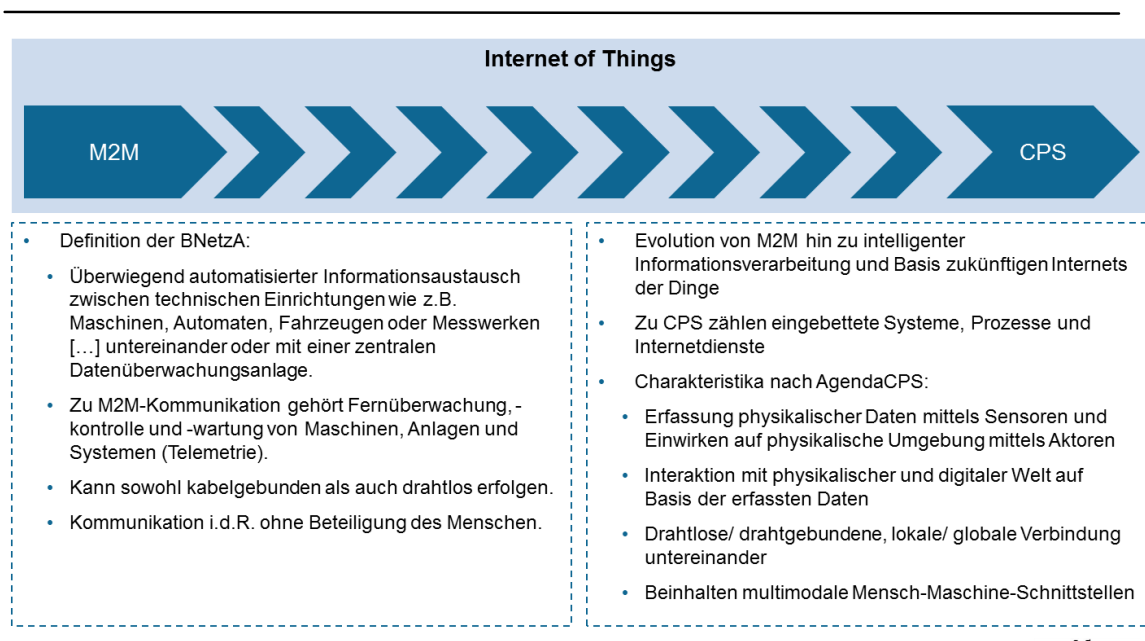 Internet of Things
M2M
CPS
• Definition der BNetzA:
• Überwiegend automatisierter Informationsaustausch
zwischen technischen Einrichtungen wie z.B.
Maschinen, Automaten, Fahrzeugen oder Messwerken
[…] untereinander oder mit einer zentralen
Datenüberwachungsanlage.
• Zu M2M-Kommunikation gehört Fernüberwachung, -
kontrolle und -wartung von Maschinen, Anlagen und
Systemen (Telemetrie).
• Kann sowohl kabelgebunden als auch drahtlos erfolgen.
• Kommunikation i.d.R. ohne Beteiligung des Menschen.
• Evolution von M2M hin zu intelligenter
Informationsverarbeitung und Basis zukünftigen Internets
der Dinge
• Zu CPS zählen eingebettete Systeme, Prozesse und
Internetdienste
• Charakteristika nach AgendaCPS:
• Erfassung physikalischer Daten mittels Sensoren und
Einwirken auf physikalische Umgebung mittels Aktoren
• Interaktion mit physikalischer und digitaler Welt auf
Basis der erfassten Daten
• Drahtlose/ drahtgebundene, lokale/ globale Verbindung
untereinander
• Beinhalten multimodale Mensch-Maschine-Schnittstellen